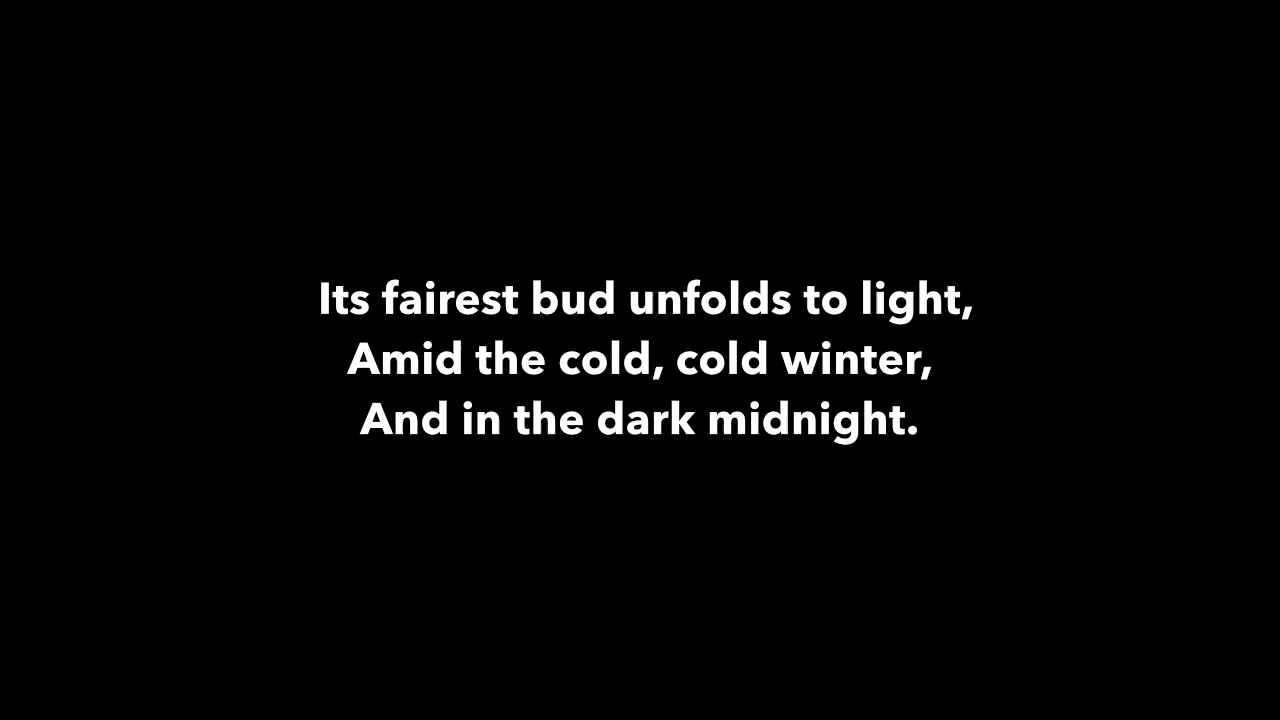 Its fairest bud unfolds to light,
Amid the cold, cold winter,
And in the dark midnight.